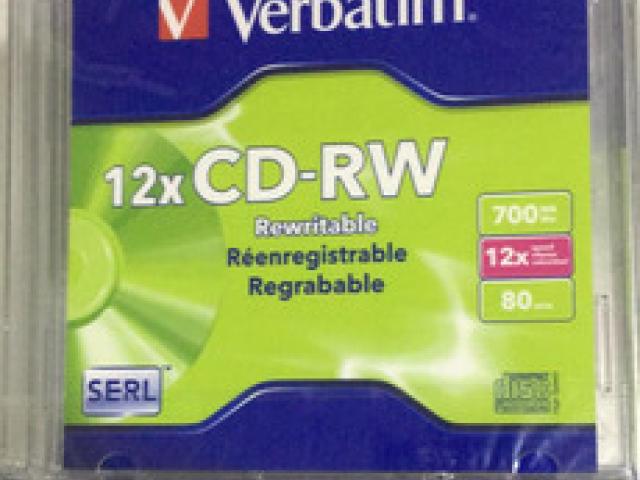 Verbatim
12x CD-RW
Rewritable
Réenregistrable
Regrabable
700
12x
80
SERL